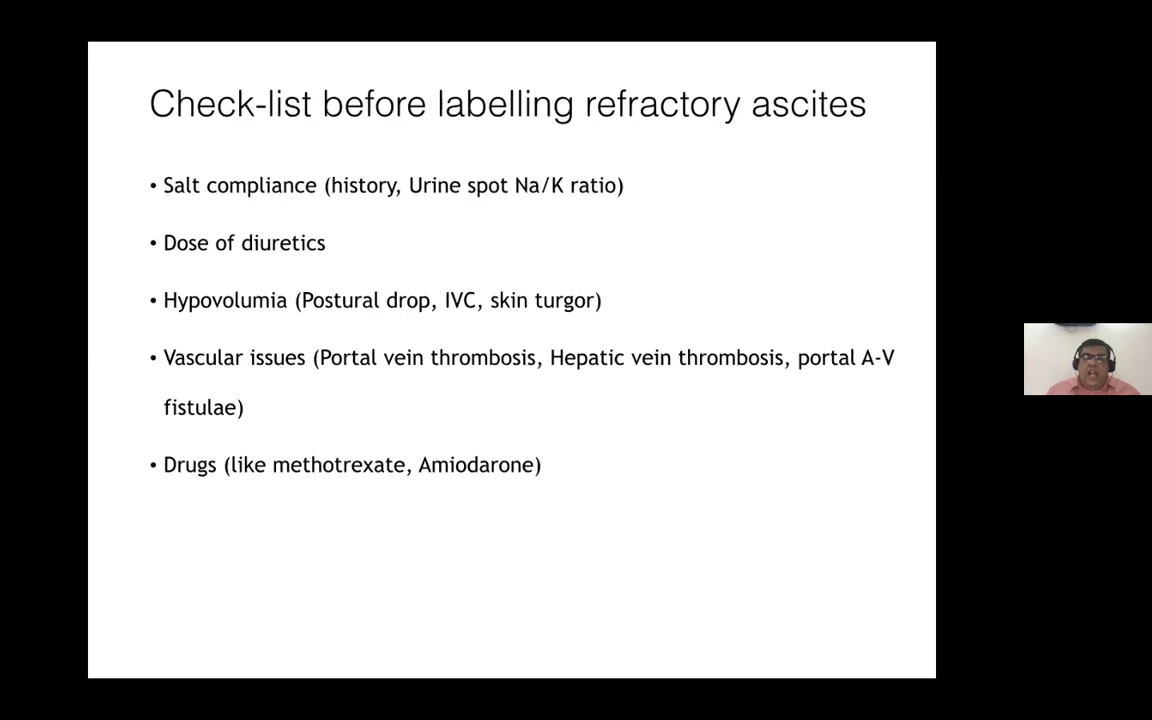 Check-list before labelling refractory ascites
• Salt compliance (history, Urine spot Na/K ratio)
• Dose of diuretics
• Hypovolumia (Postural drop, IVC, skin turgor)
• Vascular issues (Portal vein thrombosis, Hepatic vein thrombosis, portal A-V
fistulae)
• Drugs (like methotrexate, Amiodarone)